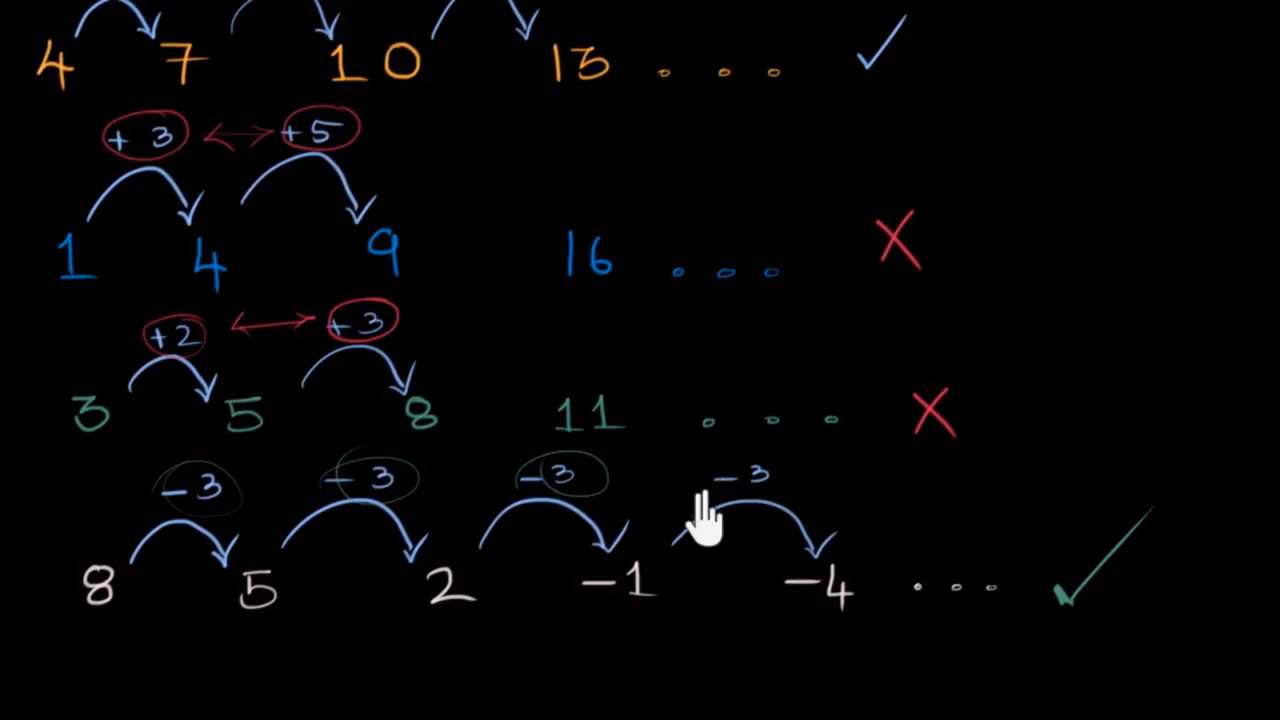 4 7 10 13 . . .
+3 +5
1 4 9 16 . . .
+2 +3
3 5 8 11 . . .
-3 -3 -3 -3
8 5 2 -1 -4 ...